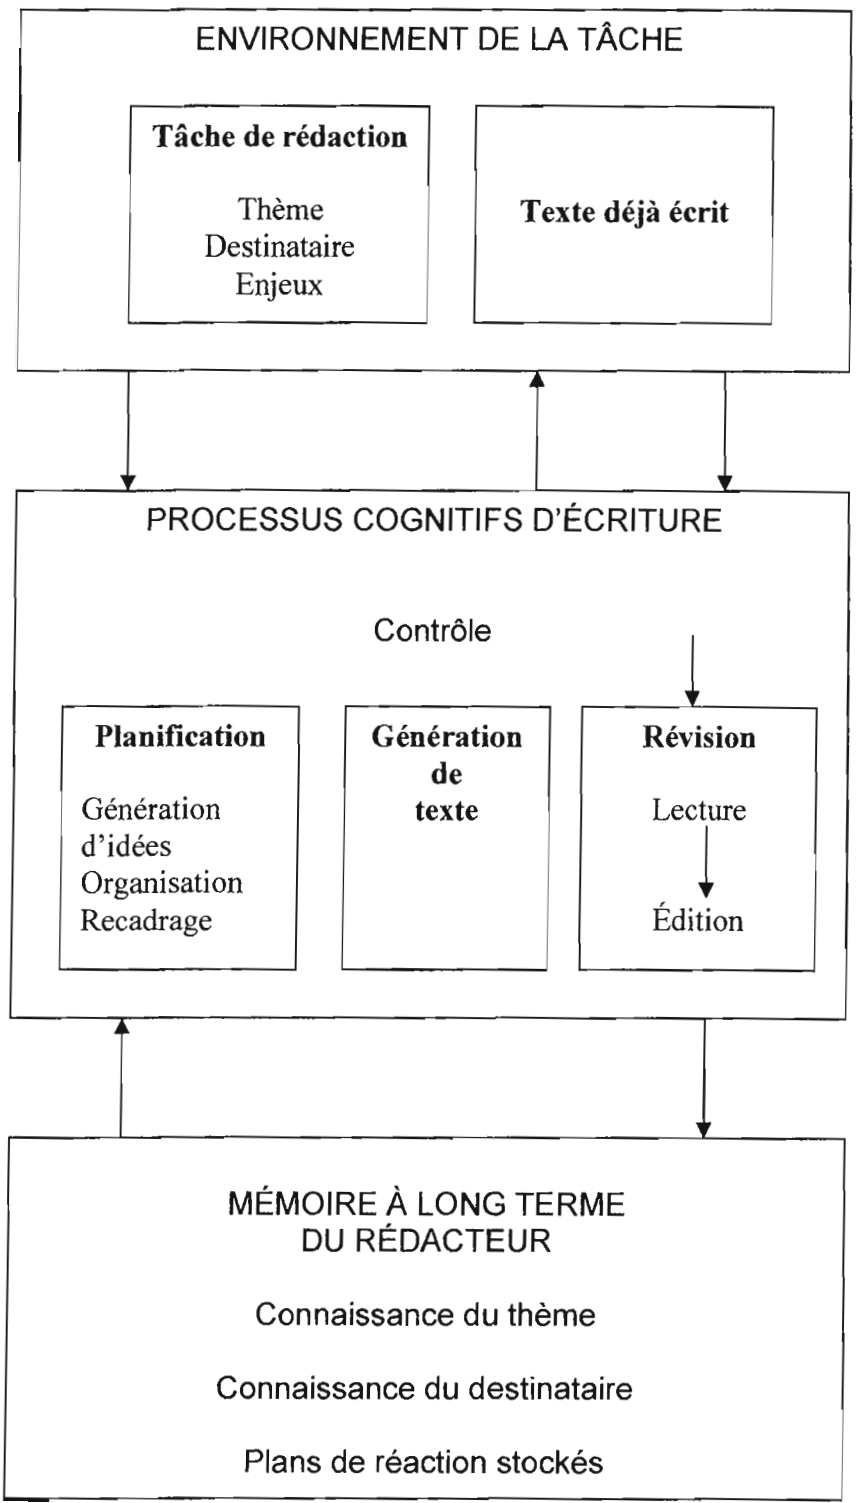 ENVIRONNEMENT DE LA TÂCHE
Tâche de rédaction
Thème
Destinataire
Enjeux
Texte déjà écrit
PROCESSUS COGNITIFS D'ÉCRITURE
Contrôle
Planification
Génération
d'idées
Organisation
Recadrage
Génération
de
texte
Révision
Lecture
Édition
MÉMOIRE À LONG TERME
DU RÉDACTEUR
Connaissance du thème
Connaissance du destinataire
Plans de réaction stockés